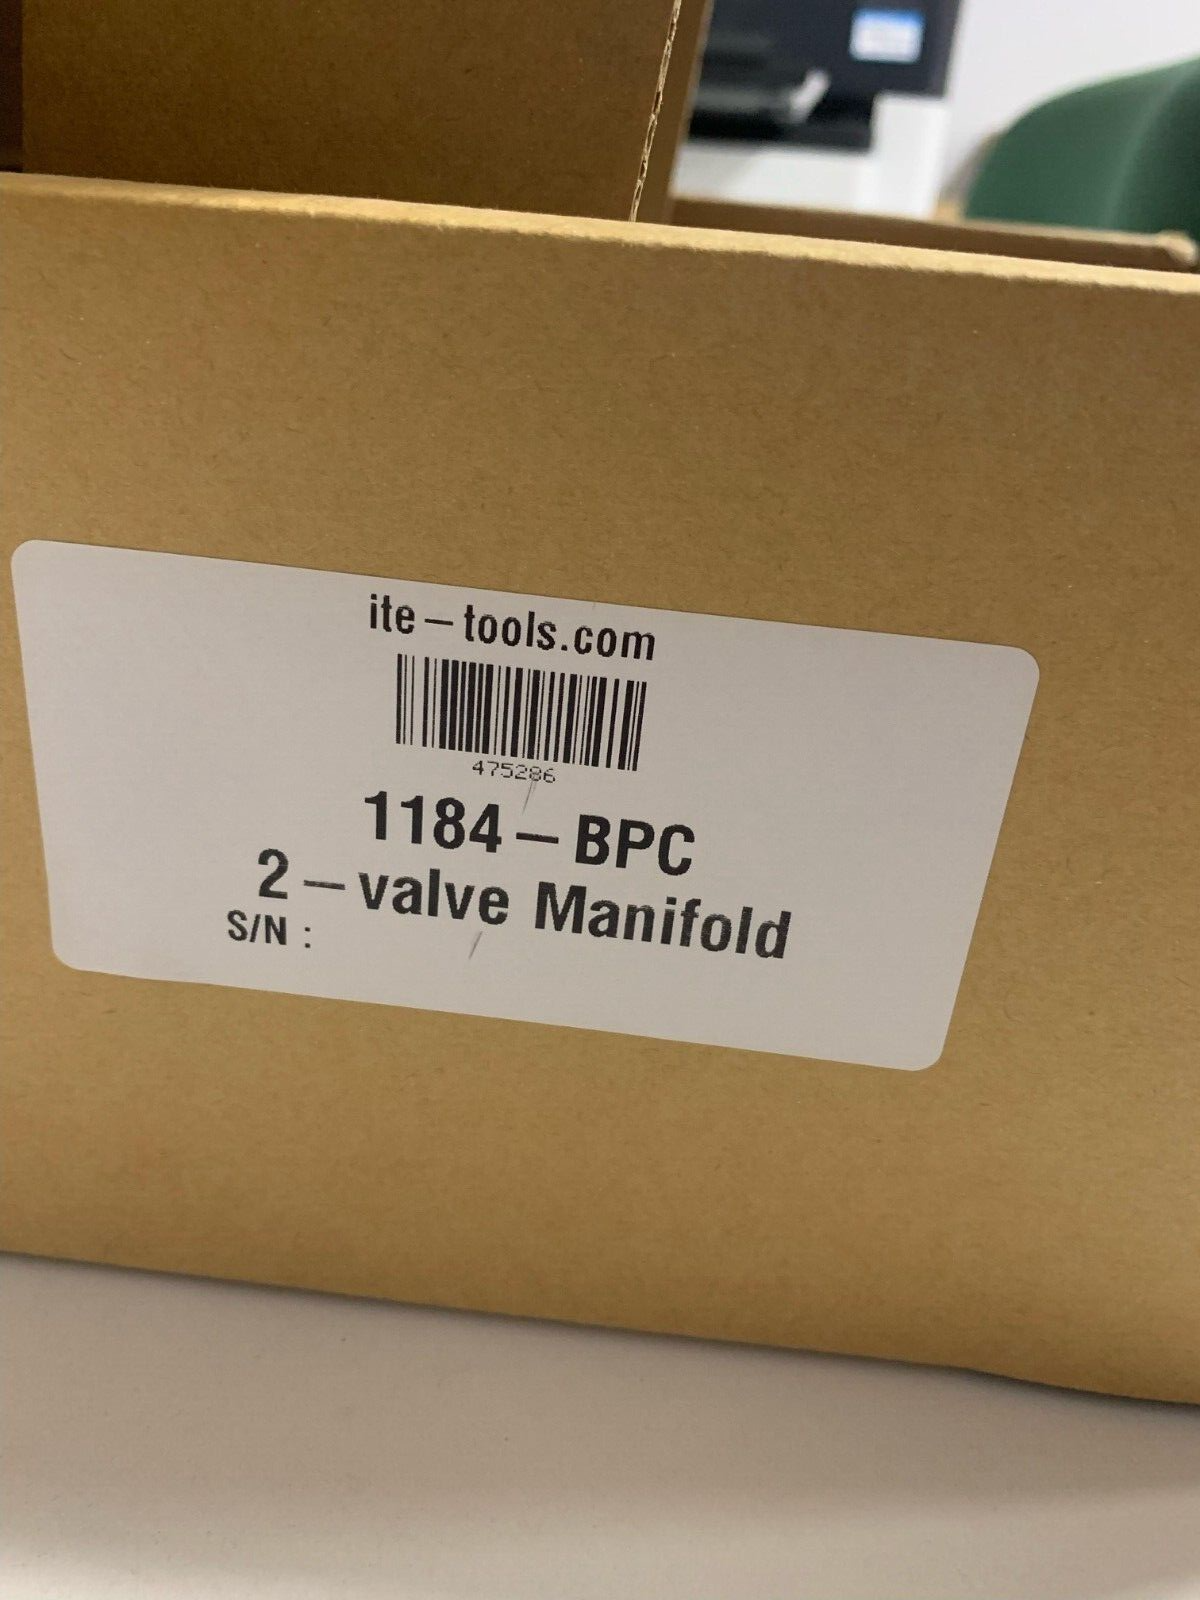 ite-tools.com
475286
1184-BPC
2-valve Manifold
S/N :